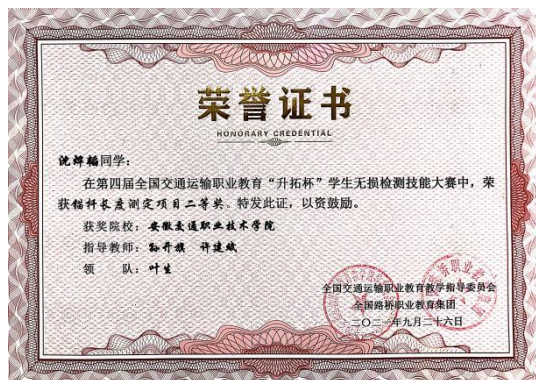 荣誉证书
HONORARY CREDENTIAL
同学:
在第四届全国交通运输职业教育“升拓杯”学生无损检测技能大赛中，荣
获锚杆长度测定项目二等奖。特发此证，以资鼓励。
获奖院校：安徽交通职业技术学院
指导教师：孙开旗 许建斌
领 队：叶生
全国交通运输职业教育教学指导委员会
全国路桥职业教育集团
二〇二一年九月二十六日